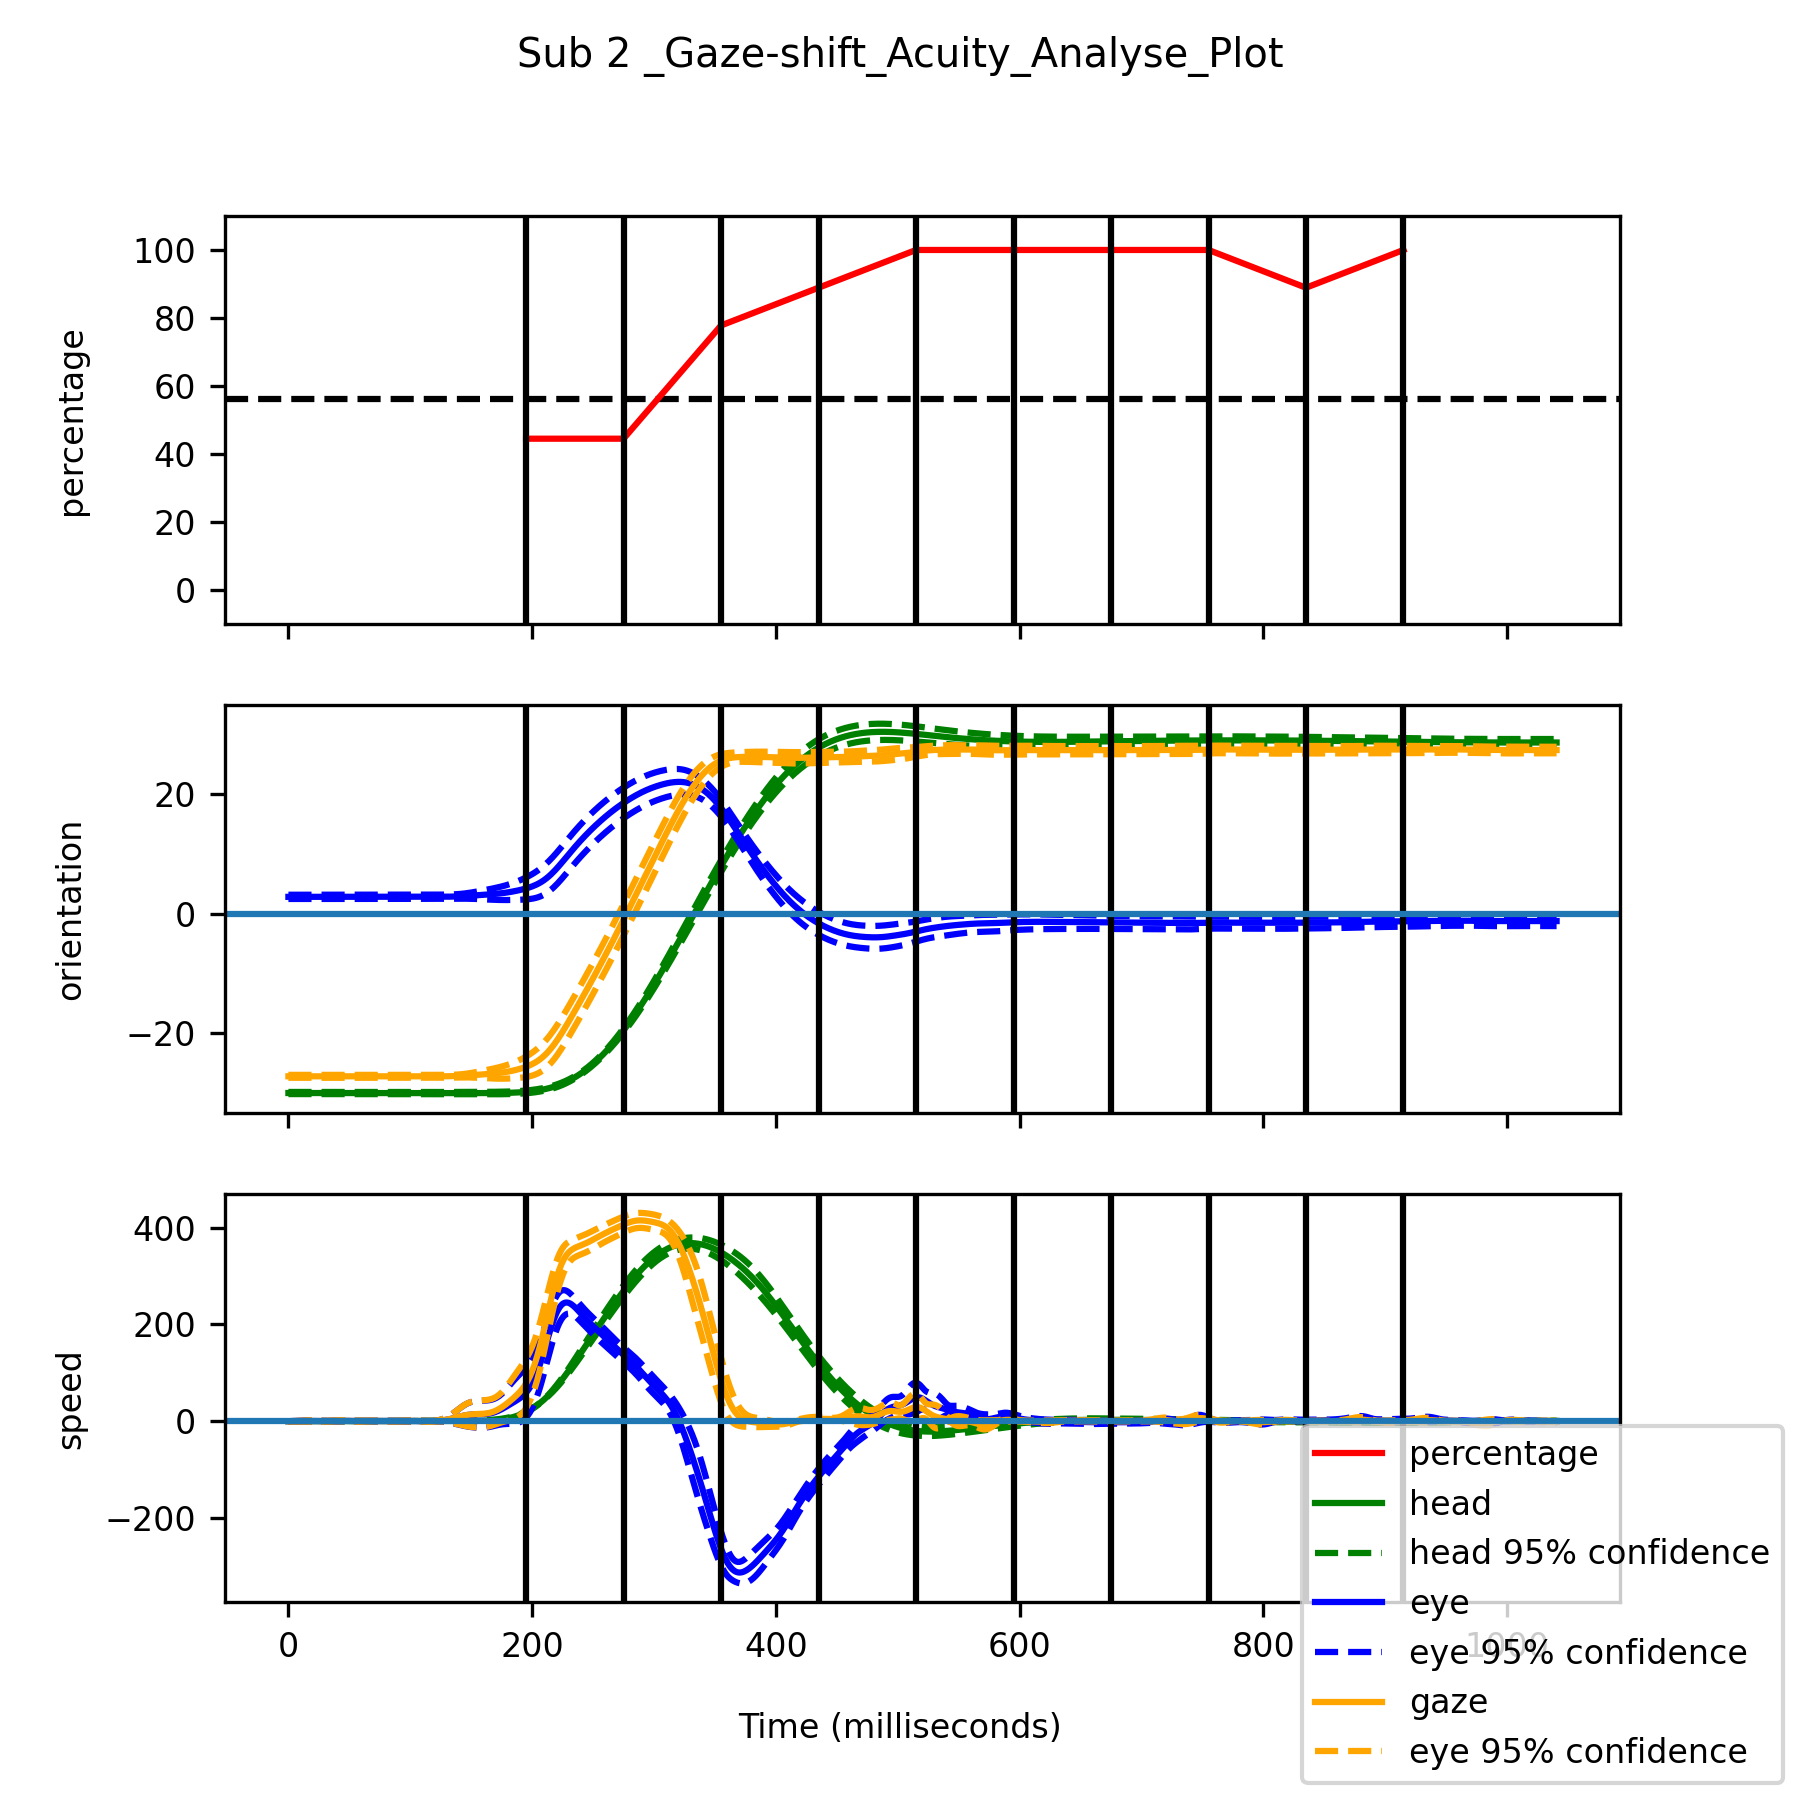 Sub 2 _Gaze-shift_Acuity_Analyse_Plot
100
80
60
40
20
0
percentage
20
0
−20
orientation
400
200
0
−200
speed
0
200
400
600
800
1000
Time (milliseconds)
percentage
head
head 95% confidence
eye
eye 95% confidence
gaze
eye 95% confidence